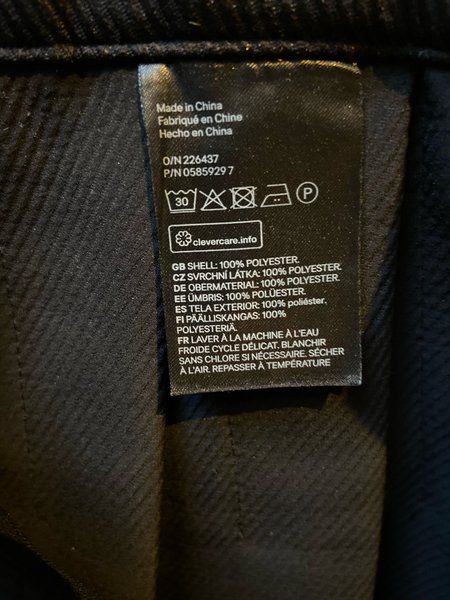 Made in China
Fabriqué en Chine
Hecho en China
O/N 226437
P/N 0585929 7
30
P
clevercare.info
GB SHELL: 100% POLYESTER.
CZ SVRCHNÍ LÁTKA: 100% POLYESTER.
DE OBERMATERIAL: 100% POLYESTER.
EE ÜMBRIS: 100% POLÜESTER.
ES TELA EXTERIOR: 100% poliéster.
FI PÄÄLLISKANGAS: 100%
POLYESTERIÄ.
FR LAVER À LA MACHINE À L'EAU
FROIDE CYCLE DÉLICAT. BLANCHIR
SANS CHLORE SI NÉCESSAIRE. SÉCHER
À L'AIR. REPASSER À TEMPÉRATURE